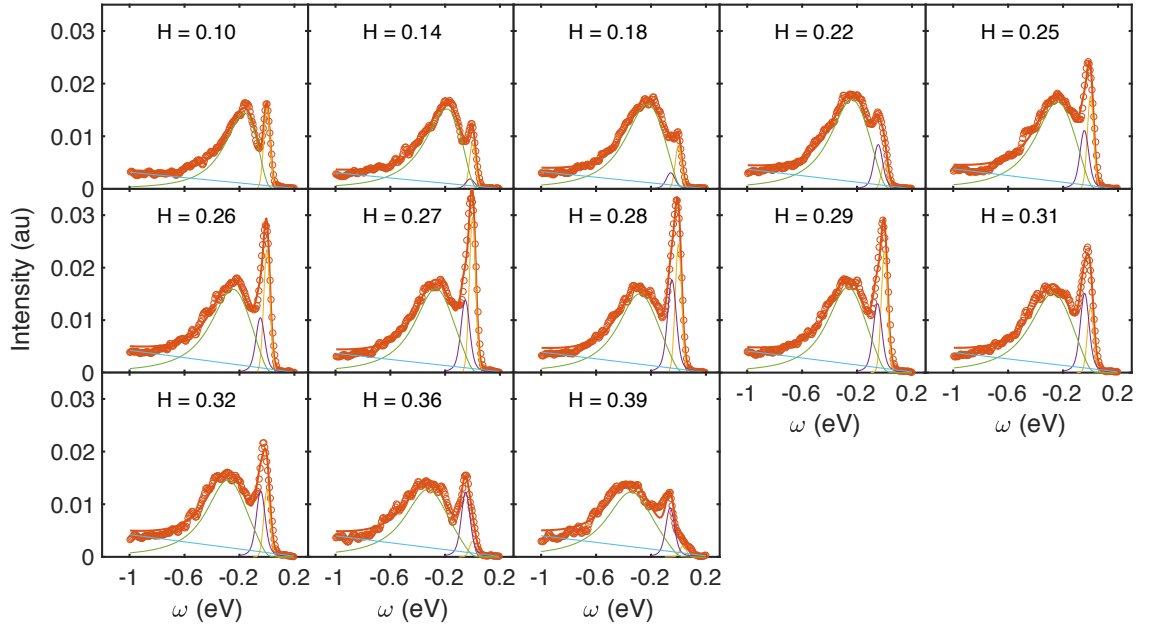 0.03 H = 0.10 H = 0.14 H = 0.18 H = 0.22 H = 0.25
0.02
0.01
0
0.03 H = 0.26 H = 0.27 H = 0.28 H = 0.29 H = 0.31
0.02
0.01
0
-1 -0.6 -0.2 0.2 -1 -0.6 -0.2 0.2
ω (eV) ω (eV)
0.03 H = 0.32 H = 0.36 H = 0.39
0.02
0.01
0
-1 -0.6 -0.2 0.2 -1 -0.6 -0.2 0.2 -1 -0.6 -0.2 0.2
ω (eV) ω (eV) ω (eV)
Intensity (au)